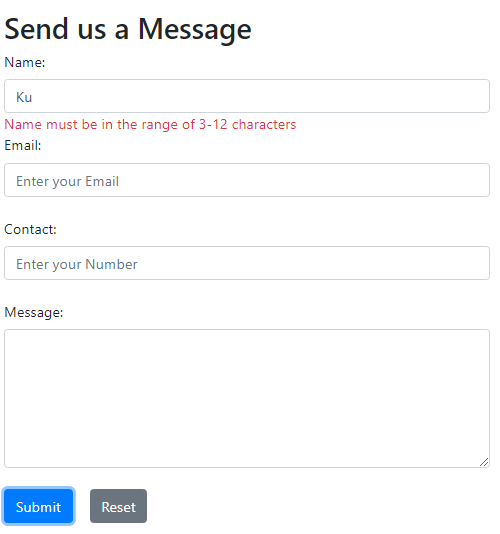 Send us a Message
Name:
Ku
Name must be in the range of 3-12 characters
Email:
Enter your Email
Contact:
Enter your Number
Message:
Submit Reset